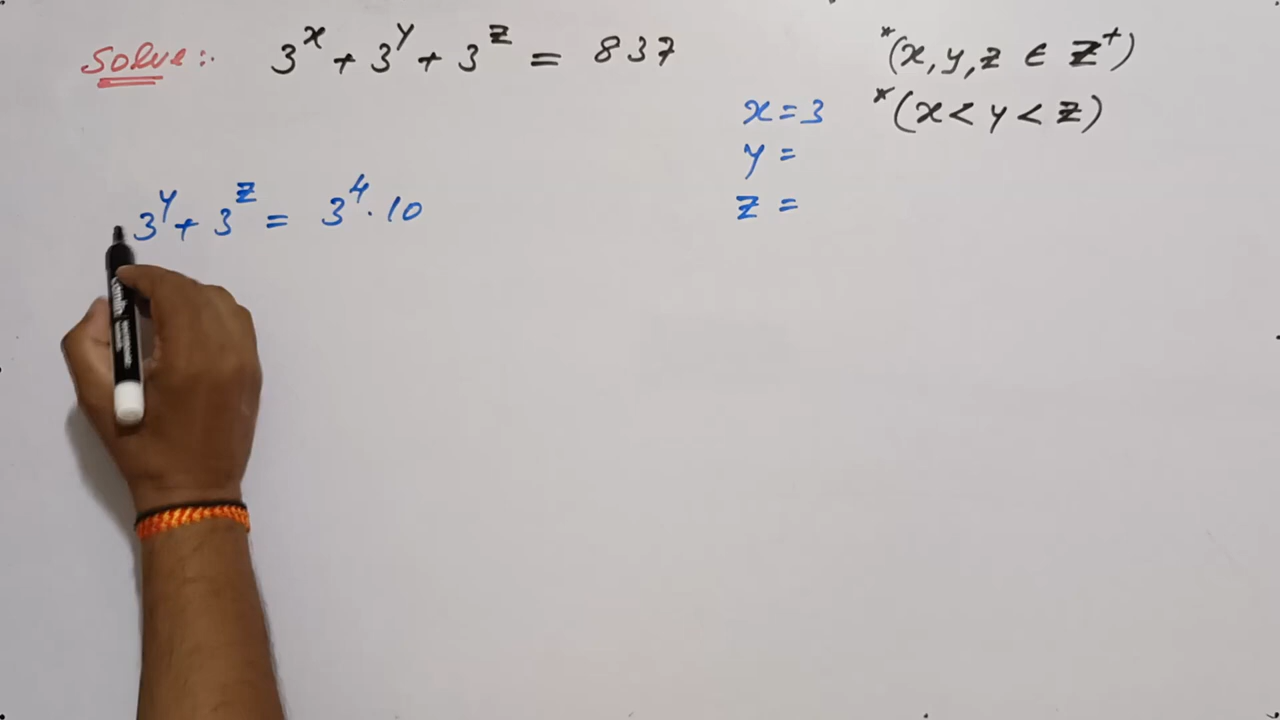 Solve:. 3^x + 3^y + 3^z = 837 *(x, y, z ∈ Z⁺)
x = 3 *(x < y < z)
y =
3^y + 3^z = 3^4 . 10 z =